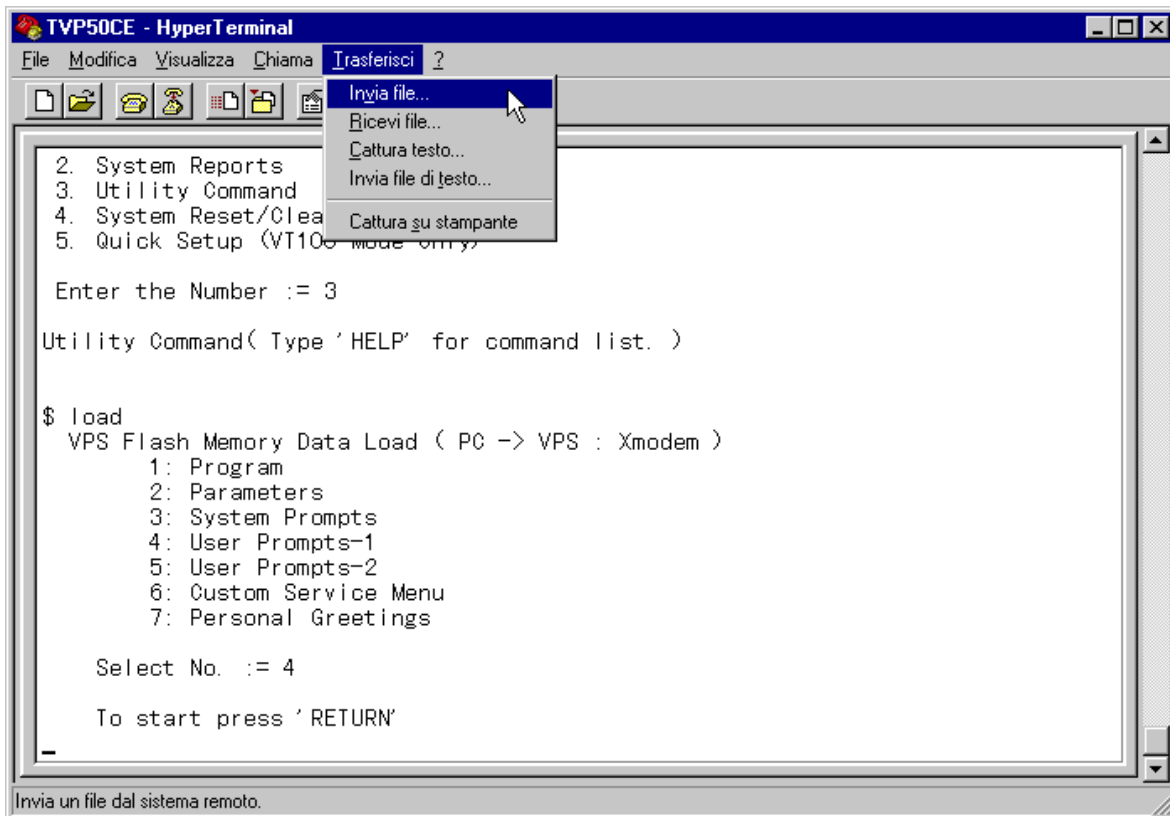 TVP50CE - HyperTerminal
File Modifica Visualizza Chiama Trasferisci ?
Invia file...
Ricevi file...
Cattura testo...
Invia file di testo...
Cattura su stampante
2. System Reports
3. Utility Command
4. System Reset/Clea
5. Quick Setup (VT100 Mode Only)
Enter the Number := 3
Utility Command( Type 'HELP' for command list. )
$ load
VPS Flash Memory Data Load ( PC -> VPS : Xmodem )
1: Program
2: Parameters
3: System Prompts
4: User Prompts-1
5: User Prompts-2
6: Custom Service Menu
7: Personal Greetings
Select No. := 4
To start press 'RETURN'
Invia un file dal sistema remoto.